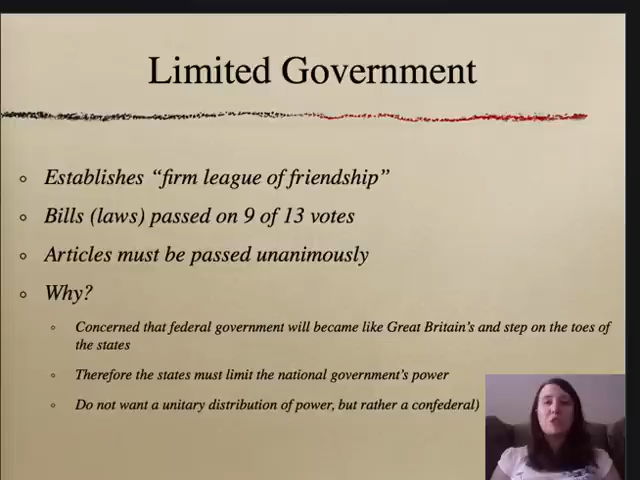 Limited Government
Establishes “firm league of friendship”
Bills (laws) passed on 9 of 13 votes
Articles must be passed unanimously
Why?
Concerned that federal government will became like Great Britain’s and step on the toes of
the states
Therefore the states must limit the national government’s power
Do not want a unitary distribution of power, but rather a confederal)